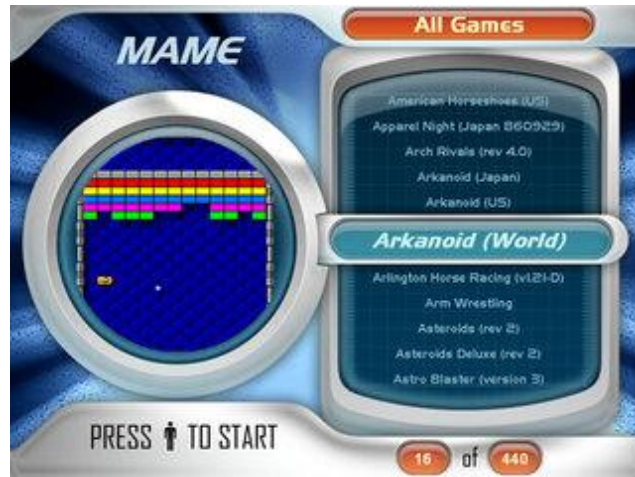 MAME
All Games
American Horseshoes (US)
Apparel Night (Japan 860929)
Arch Rivals (rev 4.0)
Arkanoid (Japan)
Arkanoid (US)
Arkanoid (World)
Arlington Horse Racing (v1.21-D)
Arm Wrestling
Asteroids (rev 2)
Asteroids Deluxe (rev 2)
Astro Blaster (version 3)
PRESS TO START
16 of 440